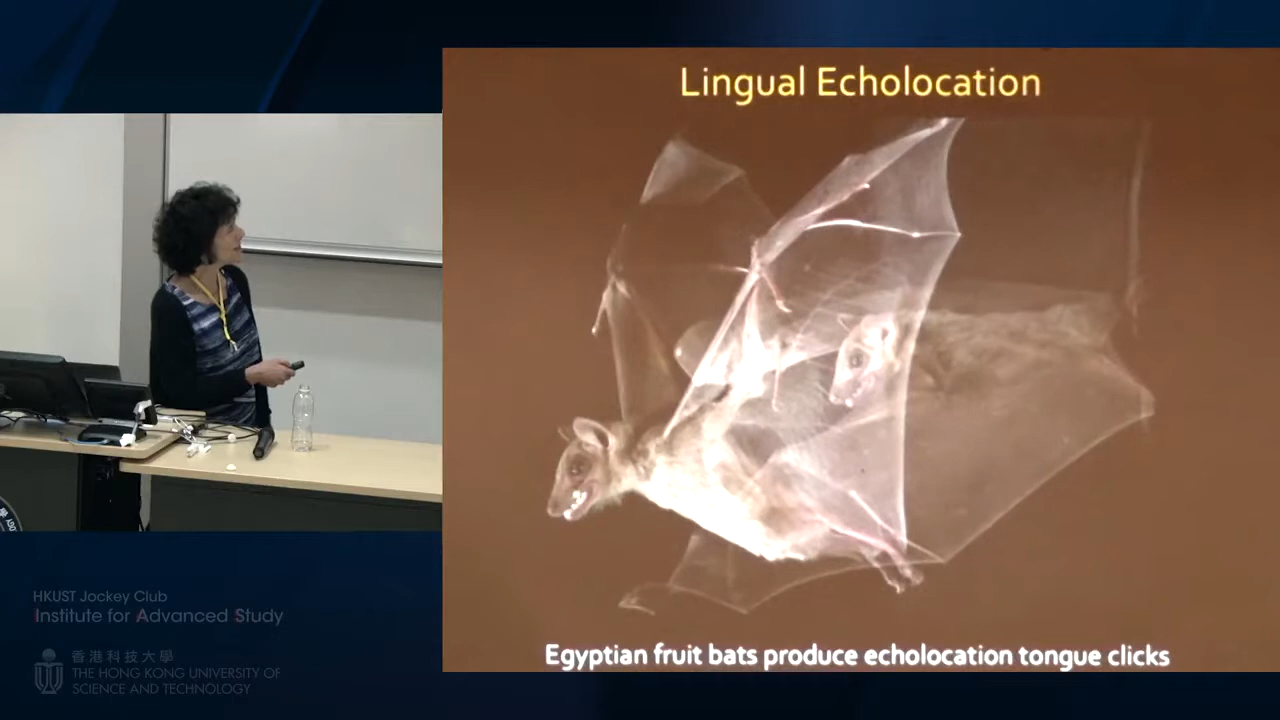 Lingual Echolocation
Egyptian fruit bats produce echolocation tongue clicks
HKUST Jockey Club
Institute for Advanced Study
香港科技大學
THE HONG KONG UNIVERSITY OF
SCIENCE AND TECHNOLOGY